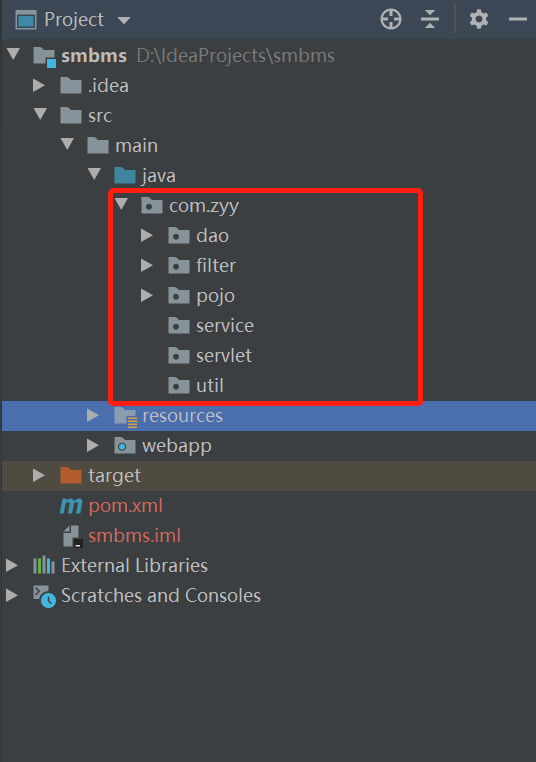 Project
smbms D:\IdeaProjects\smbms
.idea
src
main
java
com.zyy
dao
filter
pojo
service
servlet
util
resources
webapp
target
pom.xml
smbms.iml
External Libraries
Scratches and Consoles